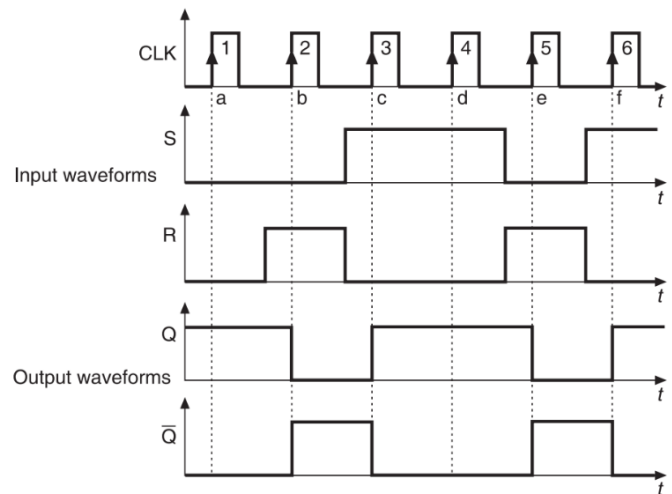 1 2 3 4 5 6
CLK
a b c d e f t
S
Input waveforms
t
R
t
Q
Output waveforms
t
Q̅
t